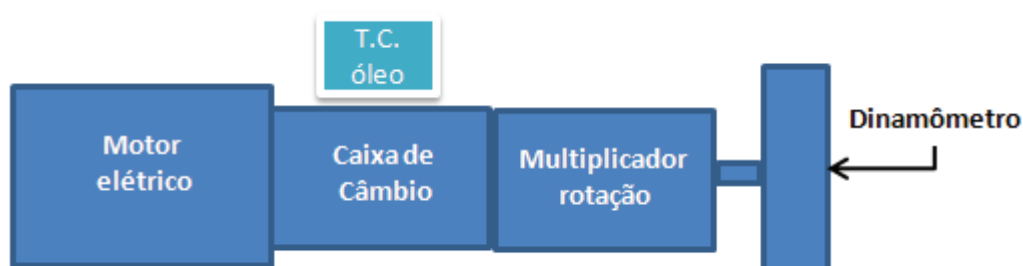 T.C.
óleo
Motor
elétrico
Caixa de
Câmbio
Multiplicador
rotação
Dinamômetro